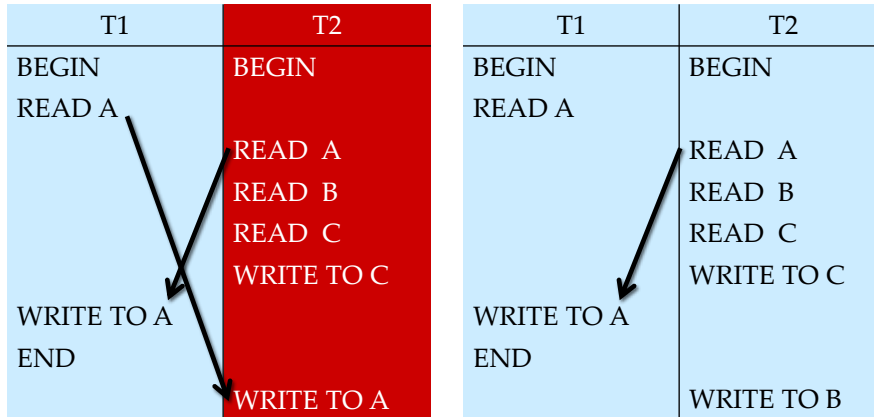 T1 T2
BEGIN BEGIN
READ A
READ A
READ B
READ C
WRITE TO C
WRITE TO A
END
WRITE TO A
T1 T2
BEGIN BEGIN
READ A
READ A
READ B
READ C
WRITE TO C
WRITE TO A
END
WRITE TO B